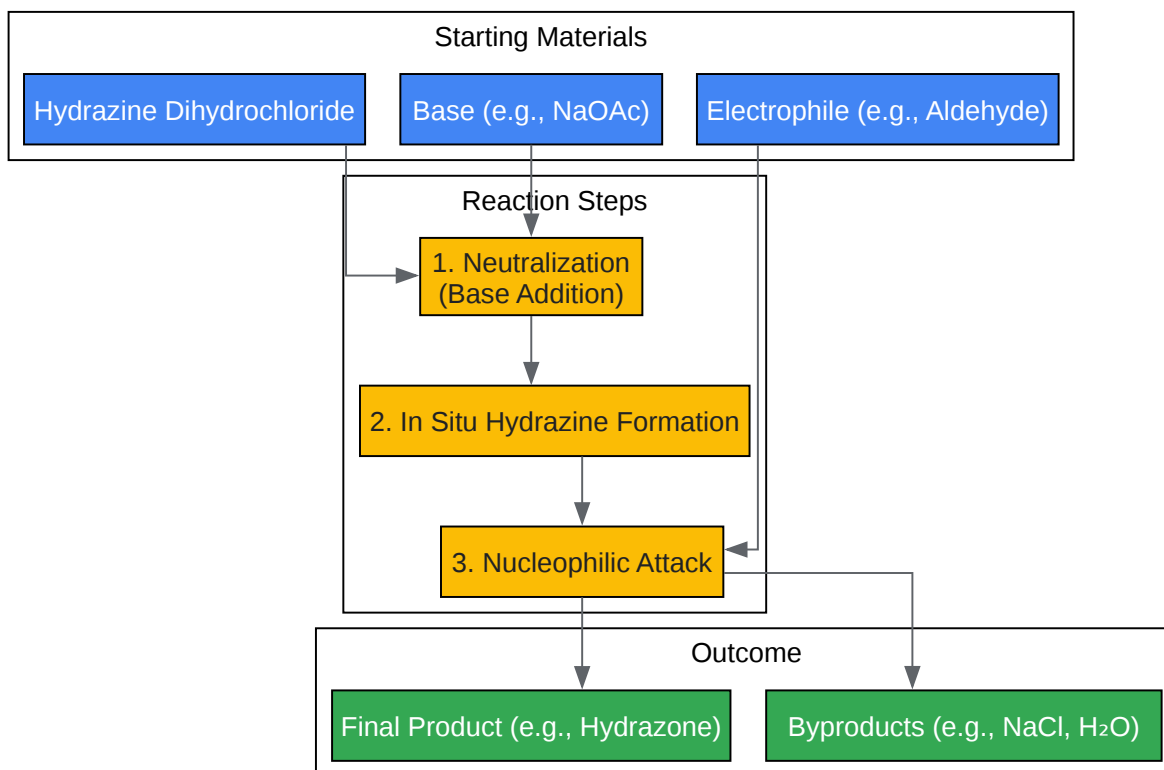 Starting Materials
Hydrazine Dihydrochloride
Base (e.g., NaOAc)
Electrophile (e.g., Aldehyde)
Reaction Steps
1. Neutralization
(Base Addition)
2. In Situ Hydrazine Formation
3. Nucleophilic Attack
Outcome
Final Product (e.g., Hydrazone)
Byproducts (e.g., NaCl, H₂O)